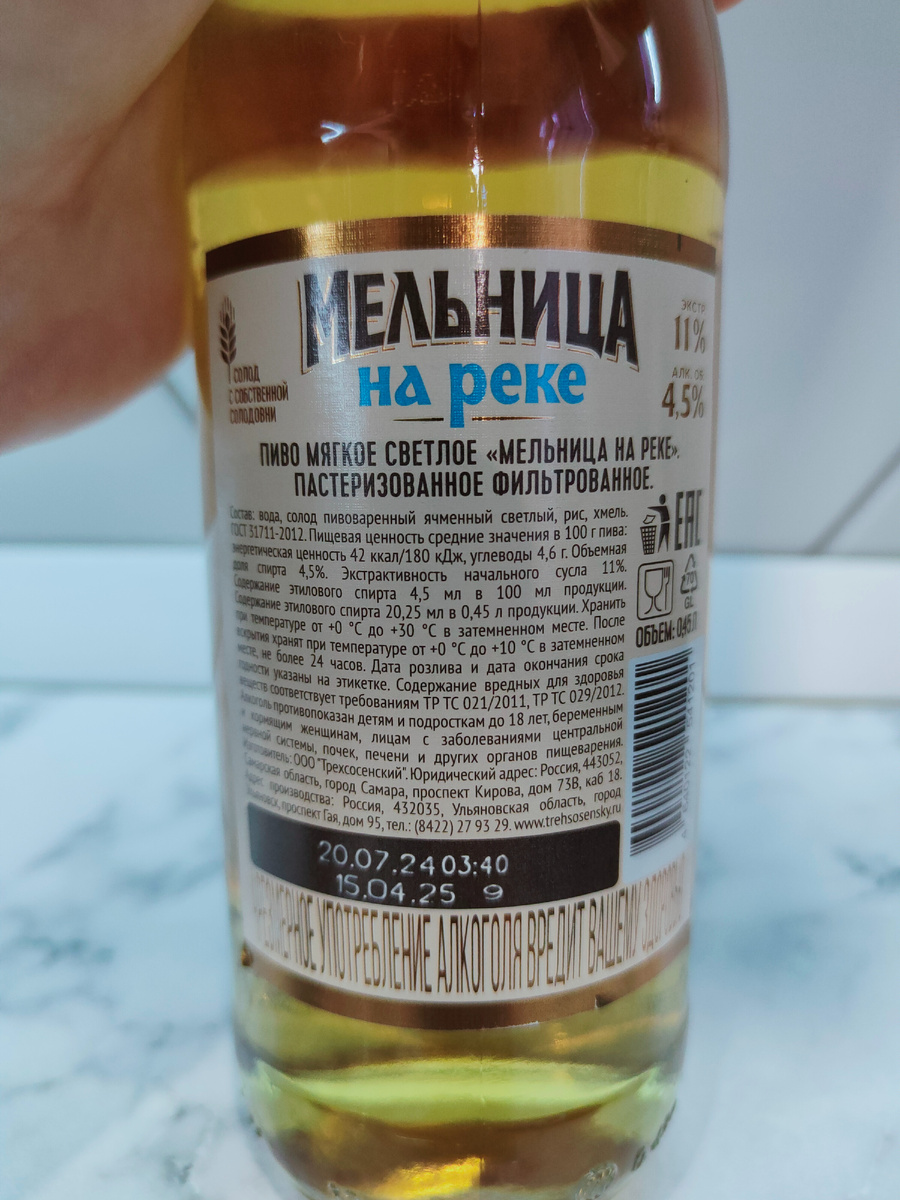 МЕЛЬНИЦА
на реке
СОЛОД
С СОБСТВЕННОЙ
СОЛОДОВНИ
ЭКСТР
11%
АЛК. ОБ
4,5%
ПИВО МЯГКОЕ СВЕТЛОЕ «МЕЛЬНИЦА НА РЕКЕ».
ПАСТЕРИЗОВАННОЕ ФИЛЬТРОВАННОЕ.
Состав: вода, солод пивоваренный ячменный светлый, рис, хмель.
ГОСТ 31711-2012. Пищевая ценность средние значения в 100 г пива:
энергетическая ценность 42 ккал/180 кДж, углеводы 4,6 г. Объемная
доля спирта 4,5%. Экстрактивность начального сусла 11%.
Содержание этилового спирта 4,5 мл в 100 мл продукции.
Содержание этилового спирта 20,25 мл в 0,45 л продукции. Хранить
при температуре от +0 °С до +30 °С в затемненном месте. После
вскрытия хранят при температуре от +0 °С до +10 °С в затемненном
месте, не более 24 часов. Дата розлива и дата окончания срока
годности указаны на этикетке. Содержание вредных для здоровья
веществ соответствует требованиям ТР ТС 021/2011, ТР ТС 029/2012.
Алкоголь противопоказан детям и подросткам до 18 лет, беременным
и кормящим женщинам, лицам с заболеваниями центральной
нервной системы, почек, печени и других органов пищеварения.
Изготовитель: ООО "Трехсосенский". Юридический адрес: Россия, 443052,
Самарская область, город Самара, проспект Кирова, дом 73В, каб 18.
Адрес производства: Россия, 432035, Ульяновская область, город
Ульяновск, проспект Гая, дом 95, тел.: (8422) 27 93 29. www.trehsosensky.ru
EAC
70
GL
ОБЪЕМ: 0,45 Л
20.07.24 03:40
15.04.25 9
ЧРЕЗМЕРНОЕ УПОТРЕБЛЕНИЕ АЛКОГОЛЯ ВРЕДИТ ВАШЕМУ